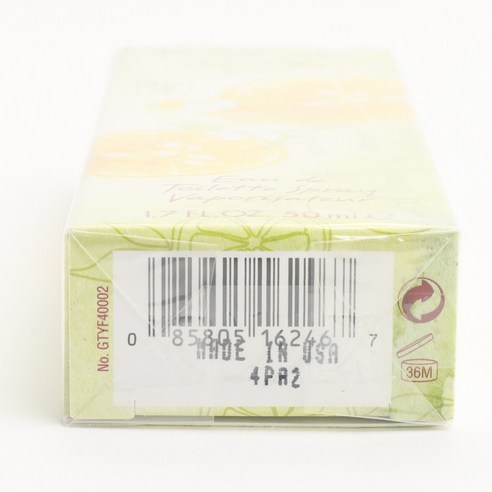 Eau de
Toilette Spray
Vaporisateur
1.7 FL.OZ. 50 ml e
No. GTYF40002
0 85805 16246 7
MADE IN USA
4PA2
36M